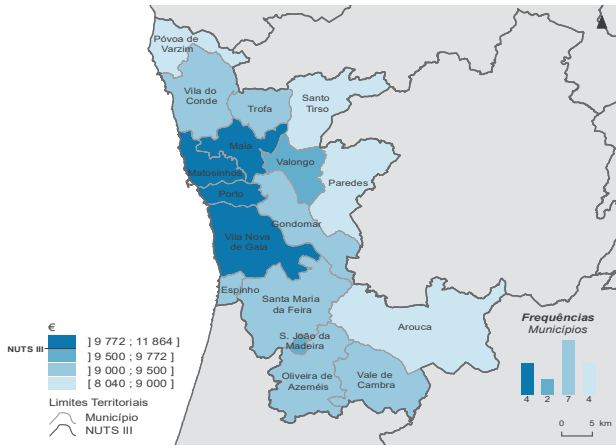 Póvoa de
Varzim
Vila do
Conde
Trofa
Santo
Tirso
Maia
Matosinhos
Valongo
Paredes
Porto
Gondomar
Vila Nova
de Gaia
Espinho
Santa Maria
da Feira
Arouca
S. João da
Madeira
Oliveira de
Azeméis
Vale de
Cambra
€
] 9 772 ; 11 864 ]
NUTS III
] 9 500 ; 9 772 ]
] 9 000 ; 9 500 ]
[ 8 040 ; 9 000 ]
Limites Territoriais
Município
NUTS III
Frequências
Municípios
4 2 7 4
0 5 km